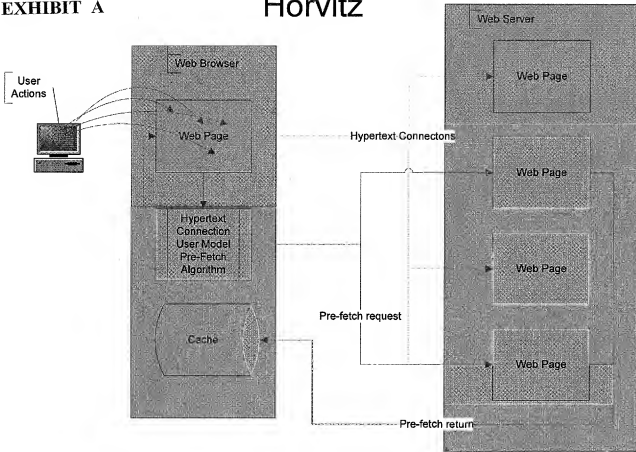 EXHIBIT A
Horvitz
User
Actions
Web Browser
Web Page
Hypertext
Connection
User Model
Pre-Fetch
Algorithm
Cache
Hypertext Connectons
Pre-fetch request
Pre-fetch return
Web Server
Web Page
Web Page
Web Page
Web Page